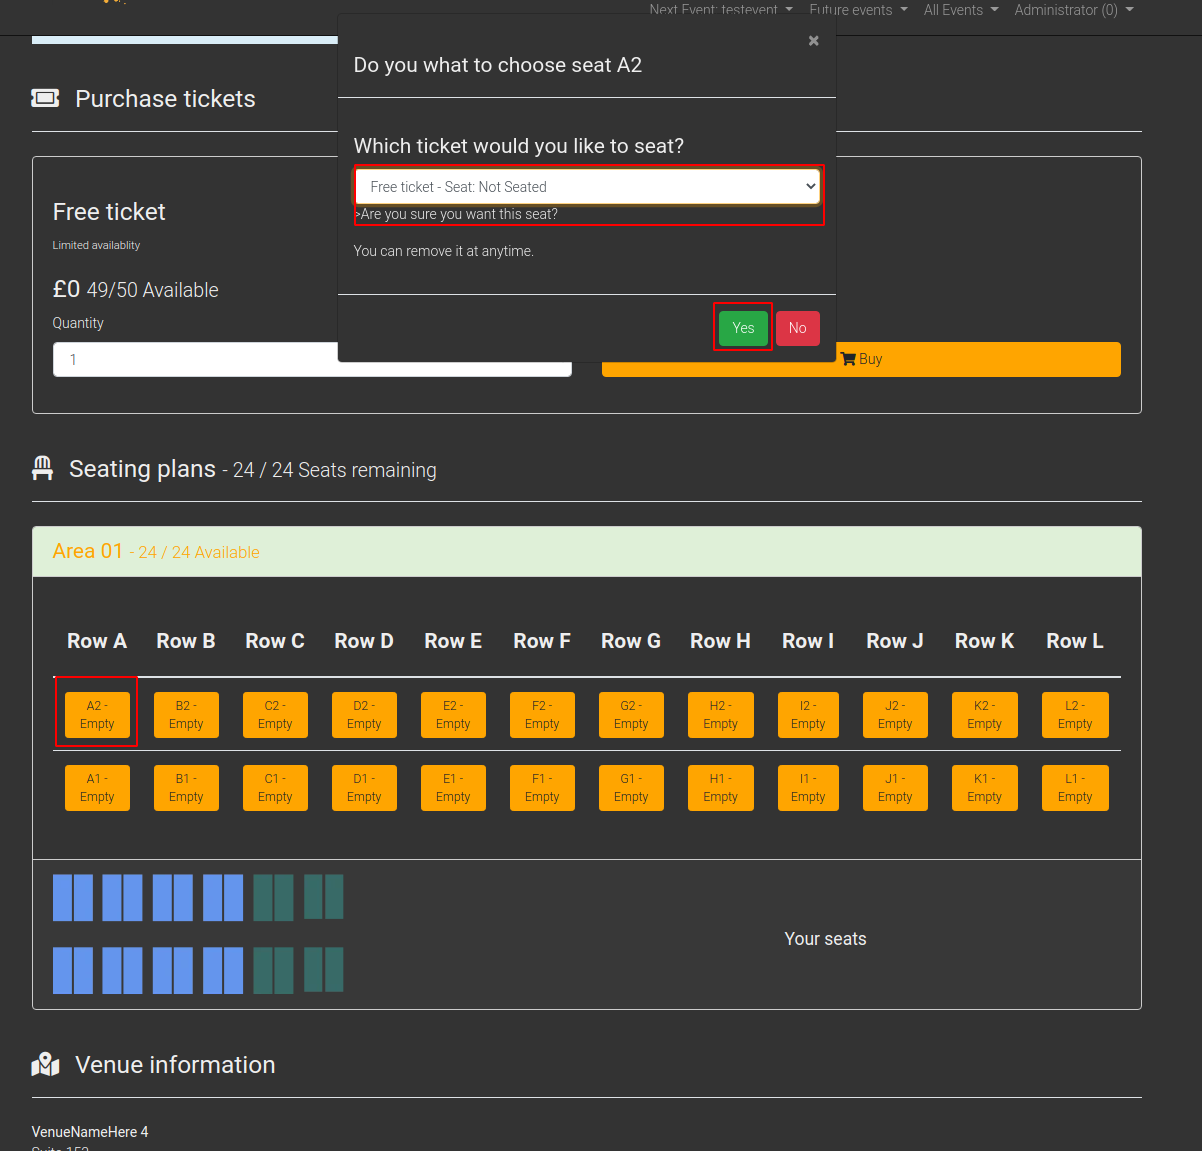 Next Event: testevent Future events All Events Administrator (0)
×
Do you what to choose seat A2
Which ticket would you like to seat?
Free ticket - Seat: Not Seated
>Are you sure you want this seat?
You can remove it at anytime.
Yes No
Purchase tickets
Free ticket
Limited availablity
£0 49/50 Available
Quantity
1
Buy
Seating plans - 24 / 24 Seats remaining
Area 01 - 24 / 24 Available
Row A Row B Row C Row D Row E Row F Row G Row H Row I Row J Row K Row L
A2 - B2 - C2 - D2 - E2 - F2 - G2 - H2 - I2 - J2 - K2 - L2 -
Empty Empty Empty Empty Empty Empty Empty Empty Empty Empty Empty Empty
A1 - B1 - C1 - D1 - E1 - F1 - G1 - H1 - I1 - J1 - K1 - L1 -
Empty Empty Empty Empty Empty Empty Empty Empty Empty Empty Empty Empty
Your seats
Venue information
VenueNameHere 4
Suite 152